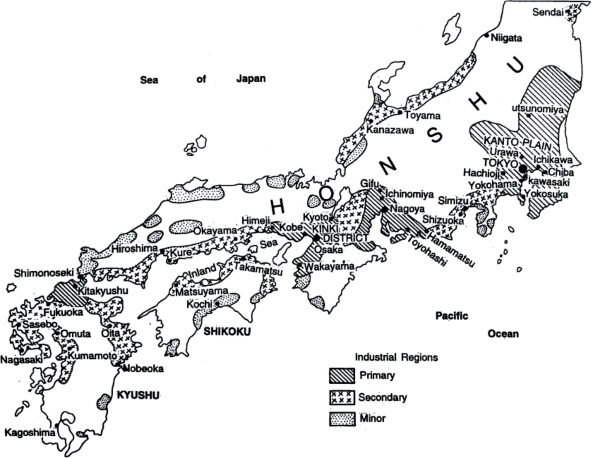 Sendai
Niigata
Sea of Japan
HONSHU
utsunomiya
Toyama
Kanazawa
KANTO-PLAIN
Urawa
Ichikawa
TOKYO
Chiba
Hachioji
kawasaki
Yokohama
Yokosuka
Gifu
Ichinomiya
Simizu
Nagoya
Shizuoka
Hamamatsu
Toyohashi
Kyoto
Himeji
Kobe
KINKI
DISTRICT
Osaka
Okayama
Hiroshima
Kure
Sea
Inland
Takamatsu
Wakayama
Matsuyama
Kochi
SHIKOKU
Shimonoseki
Kitakyushu
Fukuoka
Sasebo
Omuta
Oita
Nagasaki
Kumamoto
Nobeoka
KYUSHU
Kagoshima
Pacific
Ocean
Industrial Regions
Primary
Secondary
Minor